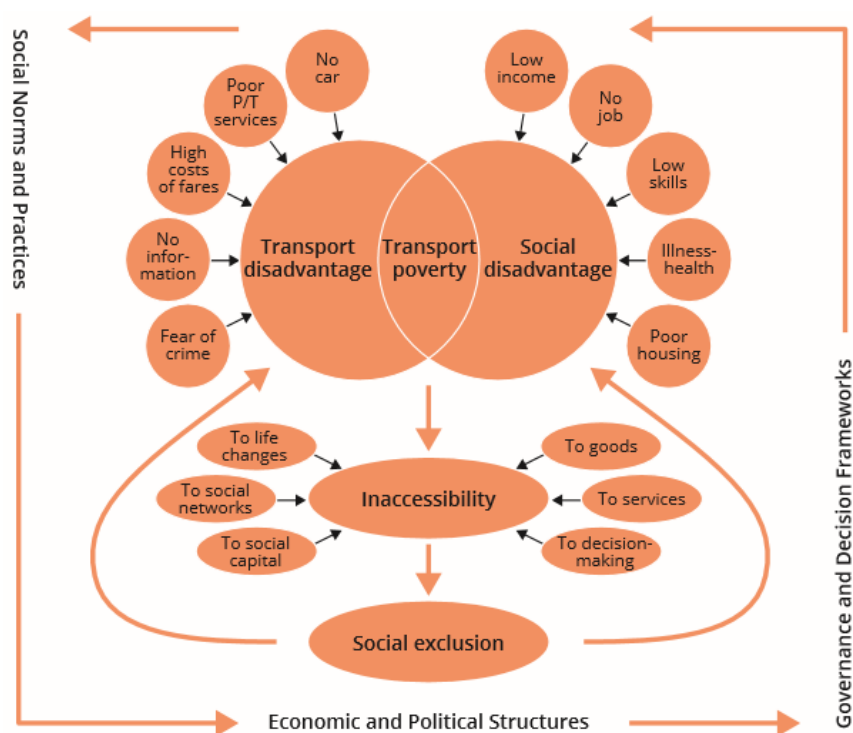 Social Norms and Practices
No
car
Poor
P/T
services
High
costs
of fares
No
infor-
mation
Fear of
crime
Low
income
No
job
Low
skills
Illness-
health
Poor
housing
Transport
disadvantage
Transport
poverty
Social
disadvantage
To life
changes
To social
networks
To social
capital
Inaccessibility
To goods
To services
To decision-
making
Social exclusion
Economic and Political Structures
Governance and Decision Frameworks